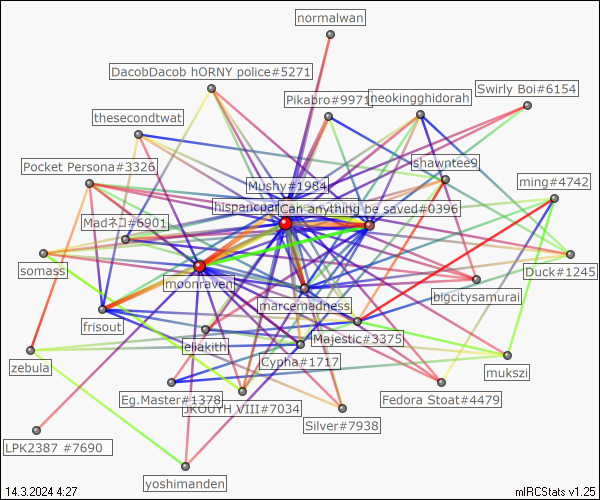 normalwan
DacobDacob hORNY police#5271
Pikabro#9971
neokingghidorah
Swirly Boi#6154
thesecondtwat
shawntee9
Pocket Persona#3326
ming#4742
Mushy#1984
hispancpar
Can anything be saved#0396
Madネコ#6901
somass
Duck#1245
moonraven
bigcitysamurai
marcemadness
frisout
Majestic#3375
eliakith
zebula
Cypha#1717
mukszi
Eg.Master#1378
JKOUYH VIII#7034
Fedora Stoat#4479
Silver#7938
LPK2387 #7690
yoshimanden
14.3.2024 4:27
mIRCStats v1.25